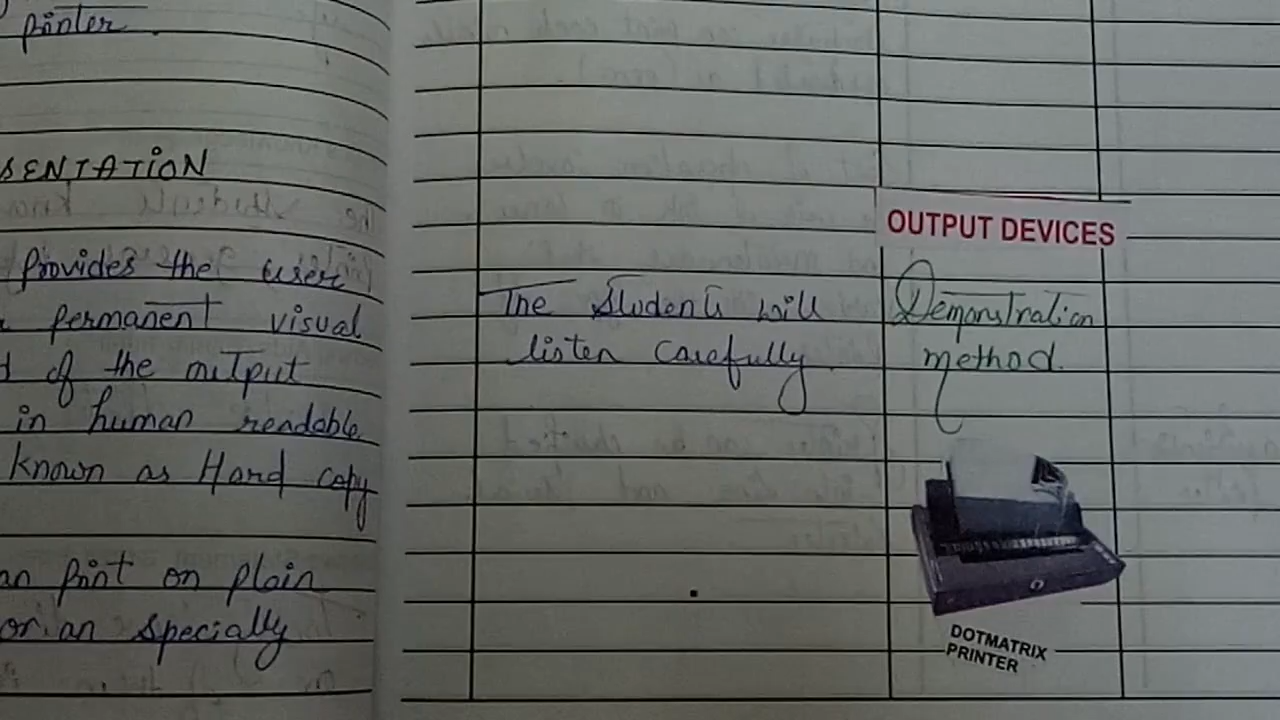 printer.
SENTATION
Provides the user
permanent visual
of the output
in human readable
known as Hard copy
an print on plain
or an specially
The Students will
listen carefully.
OUTPUT DEVICES
Demonstration
method.
DOTMATRIX
PRINTER